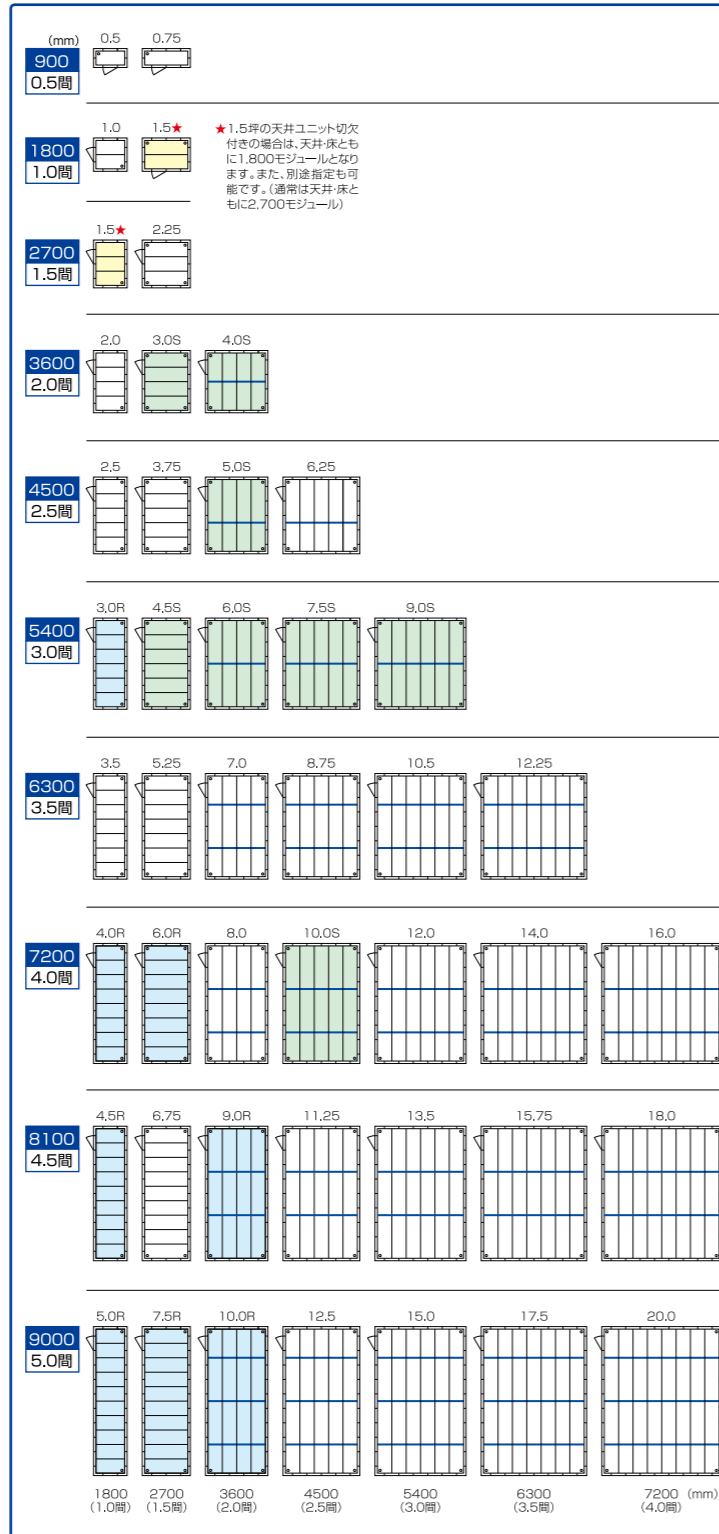 (mm)
0.5 0.75
900
0.5間
1.0 1.5★
1800
1.0間
★1.5坪の天井ユニット切欠
付きの場合は、天井・床とも
に1,800モジュールとなり
ます。また、別途指定も可
能です。(通常は天井・床と
もに2,700モジュール)
1.5★ 2.25
2700
1.5間
2.0 3.0S 4.0S
3600
2.0間
2.5 3.75 5.0S 6.25
4500
2.5間
3.0R 4.5S 6.0S 7.5S 9.0S
5400
3.0間
3.5 5.25 7.0 8.75 10.5 12.25
6300
3.5間
4.0R 6.0R 8.0 10.0S 12.0 14.0 16.0
7200
4.0間
4.5R 6.75 9.0R 11.25 13.5 15.75 18.0
8100
4.5間
5.0R 7.5R 10.0R 12.5 15.0 17.5 20.0
9000
5.0間
1800 2700 3600 4500 5400 6300 7200 (mm)
(1.0間) (1.5間) (2.0間) (2.5間) (3.0間) (3.5間) (4.0間)